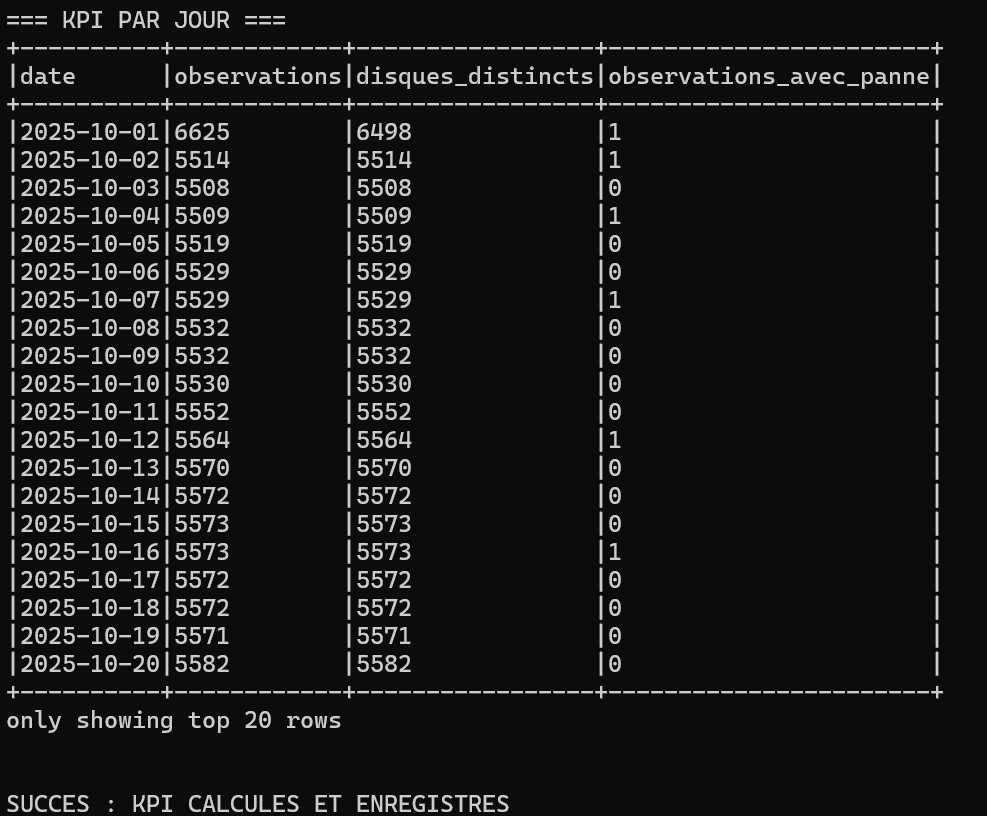 === KPI PAR JOUR ===
+----------+------------+-----------------+-----------------------+
|date      |observations|disques_distincts|observations_avec_panne|
+----------+------------+-----------------+-----------------------+
|2025-10-01|6625        |6498             |1                      |
|2025-10-02|5514        |5514             |1                      |
|2025-10-03|5508        |5508             |0                      |
|2025-10-04|5509        |5509             |1                      |
|2025-10-05|5519        |5519             |0                      |
|2025-10-06|5529        |5529             |0                      |
|2025-10-07|5529        |5529             |1                      |
|2025-10-08|5532        |5532             |0                      |
|2025-10-09|5532        |5532             |0                      |
|2025-10-10|5530        |5530             |0                      |
|2025-10-11|5552        |5552             |0                      |
|2025-10-12|5564        |5564             |1                      |
|2025-10-13|5570        |5570             |0                      |
|2025-10-14|5572        |5572             |0                      |
|2025-10-15|5573        |5573             |0                      |
|2025-10-16|5573        |5573             |1                      |
|2025-10-17|5572        |5572             |0                      |
|2025-10-18|5572        |5572             |0                      |
|2025-10-19|5571        |5571             |0                      |
|2025-10-20|5582        |5582             |0                      |
+----------+------------+-----------------+-----------------------+
only showing top 20 rows
SUCCES : KPI CALCULES ET ENREGISTRES